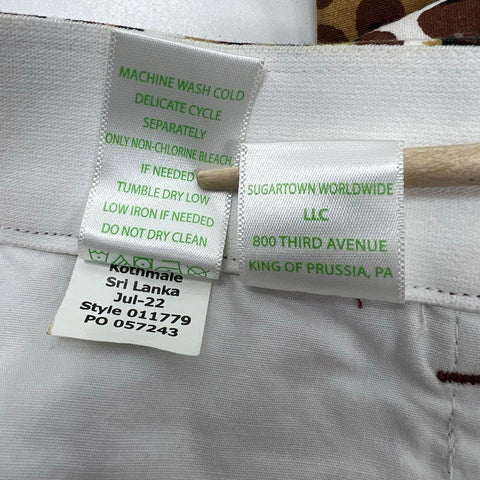 MACHINE WASH COLD
DELICATE CYCLE
SEPARATELY
ONLY NON-CHLORINE BLEACH
IF NEEDED
TUMBLE DRY LOW
LOW IRON IF NEEDED
DO NOT DRY CLEAN
Kothmale
Sri Lanka
Jul-22
Style 011779
PO 057243
SUGARTOWN WORLDWIDE
LLC
800 THIRD AVENUE
KING OF PRUSSIA, PA